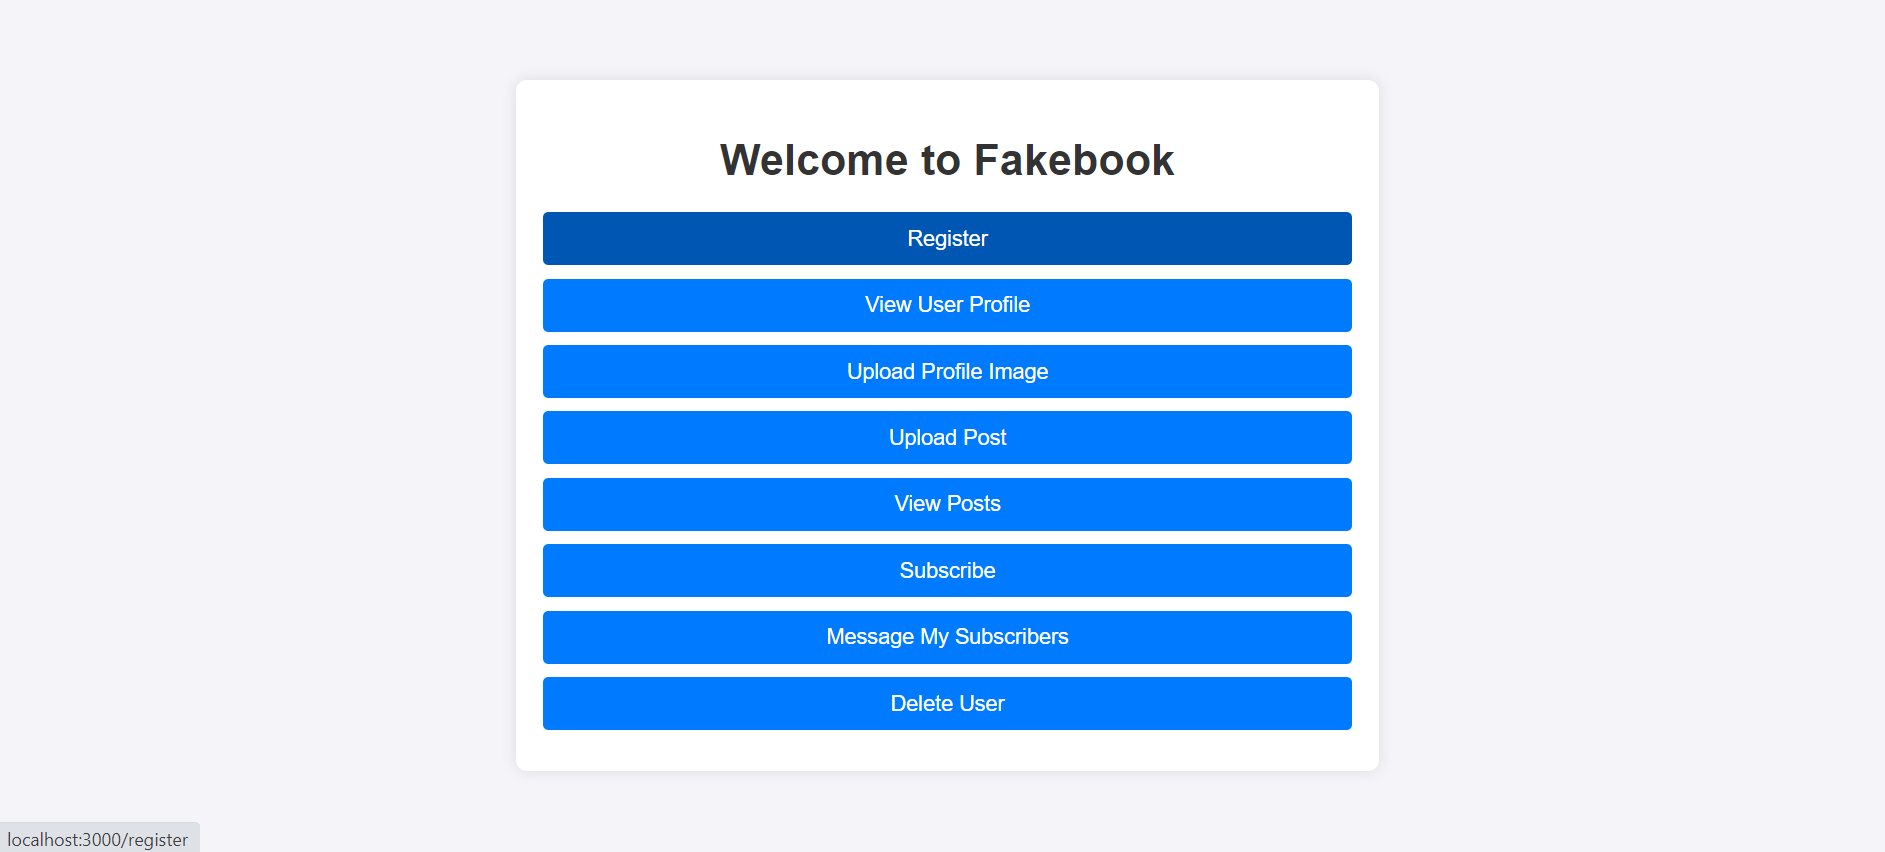 Welcome to Fakebook
Register
View User Profile
Upload Profile Image
Upload Post
View Posts
Subscribe
Message My Subscribers
Delete User
localhost:3000/register